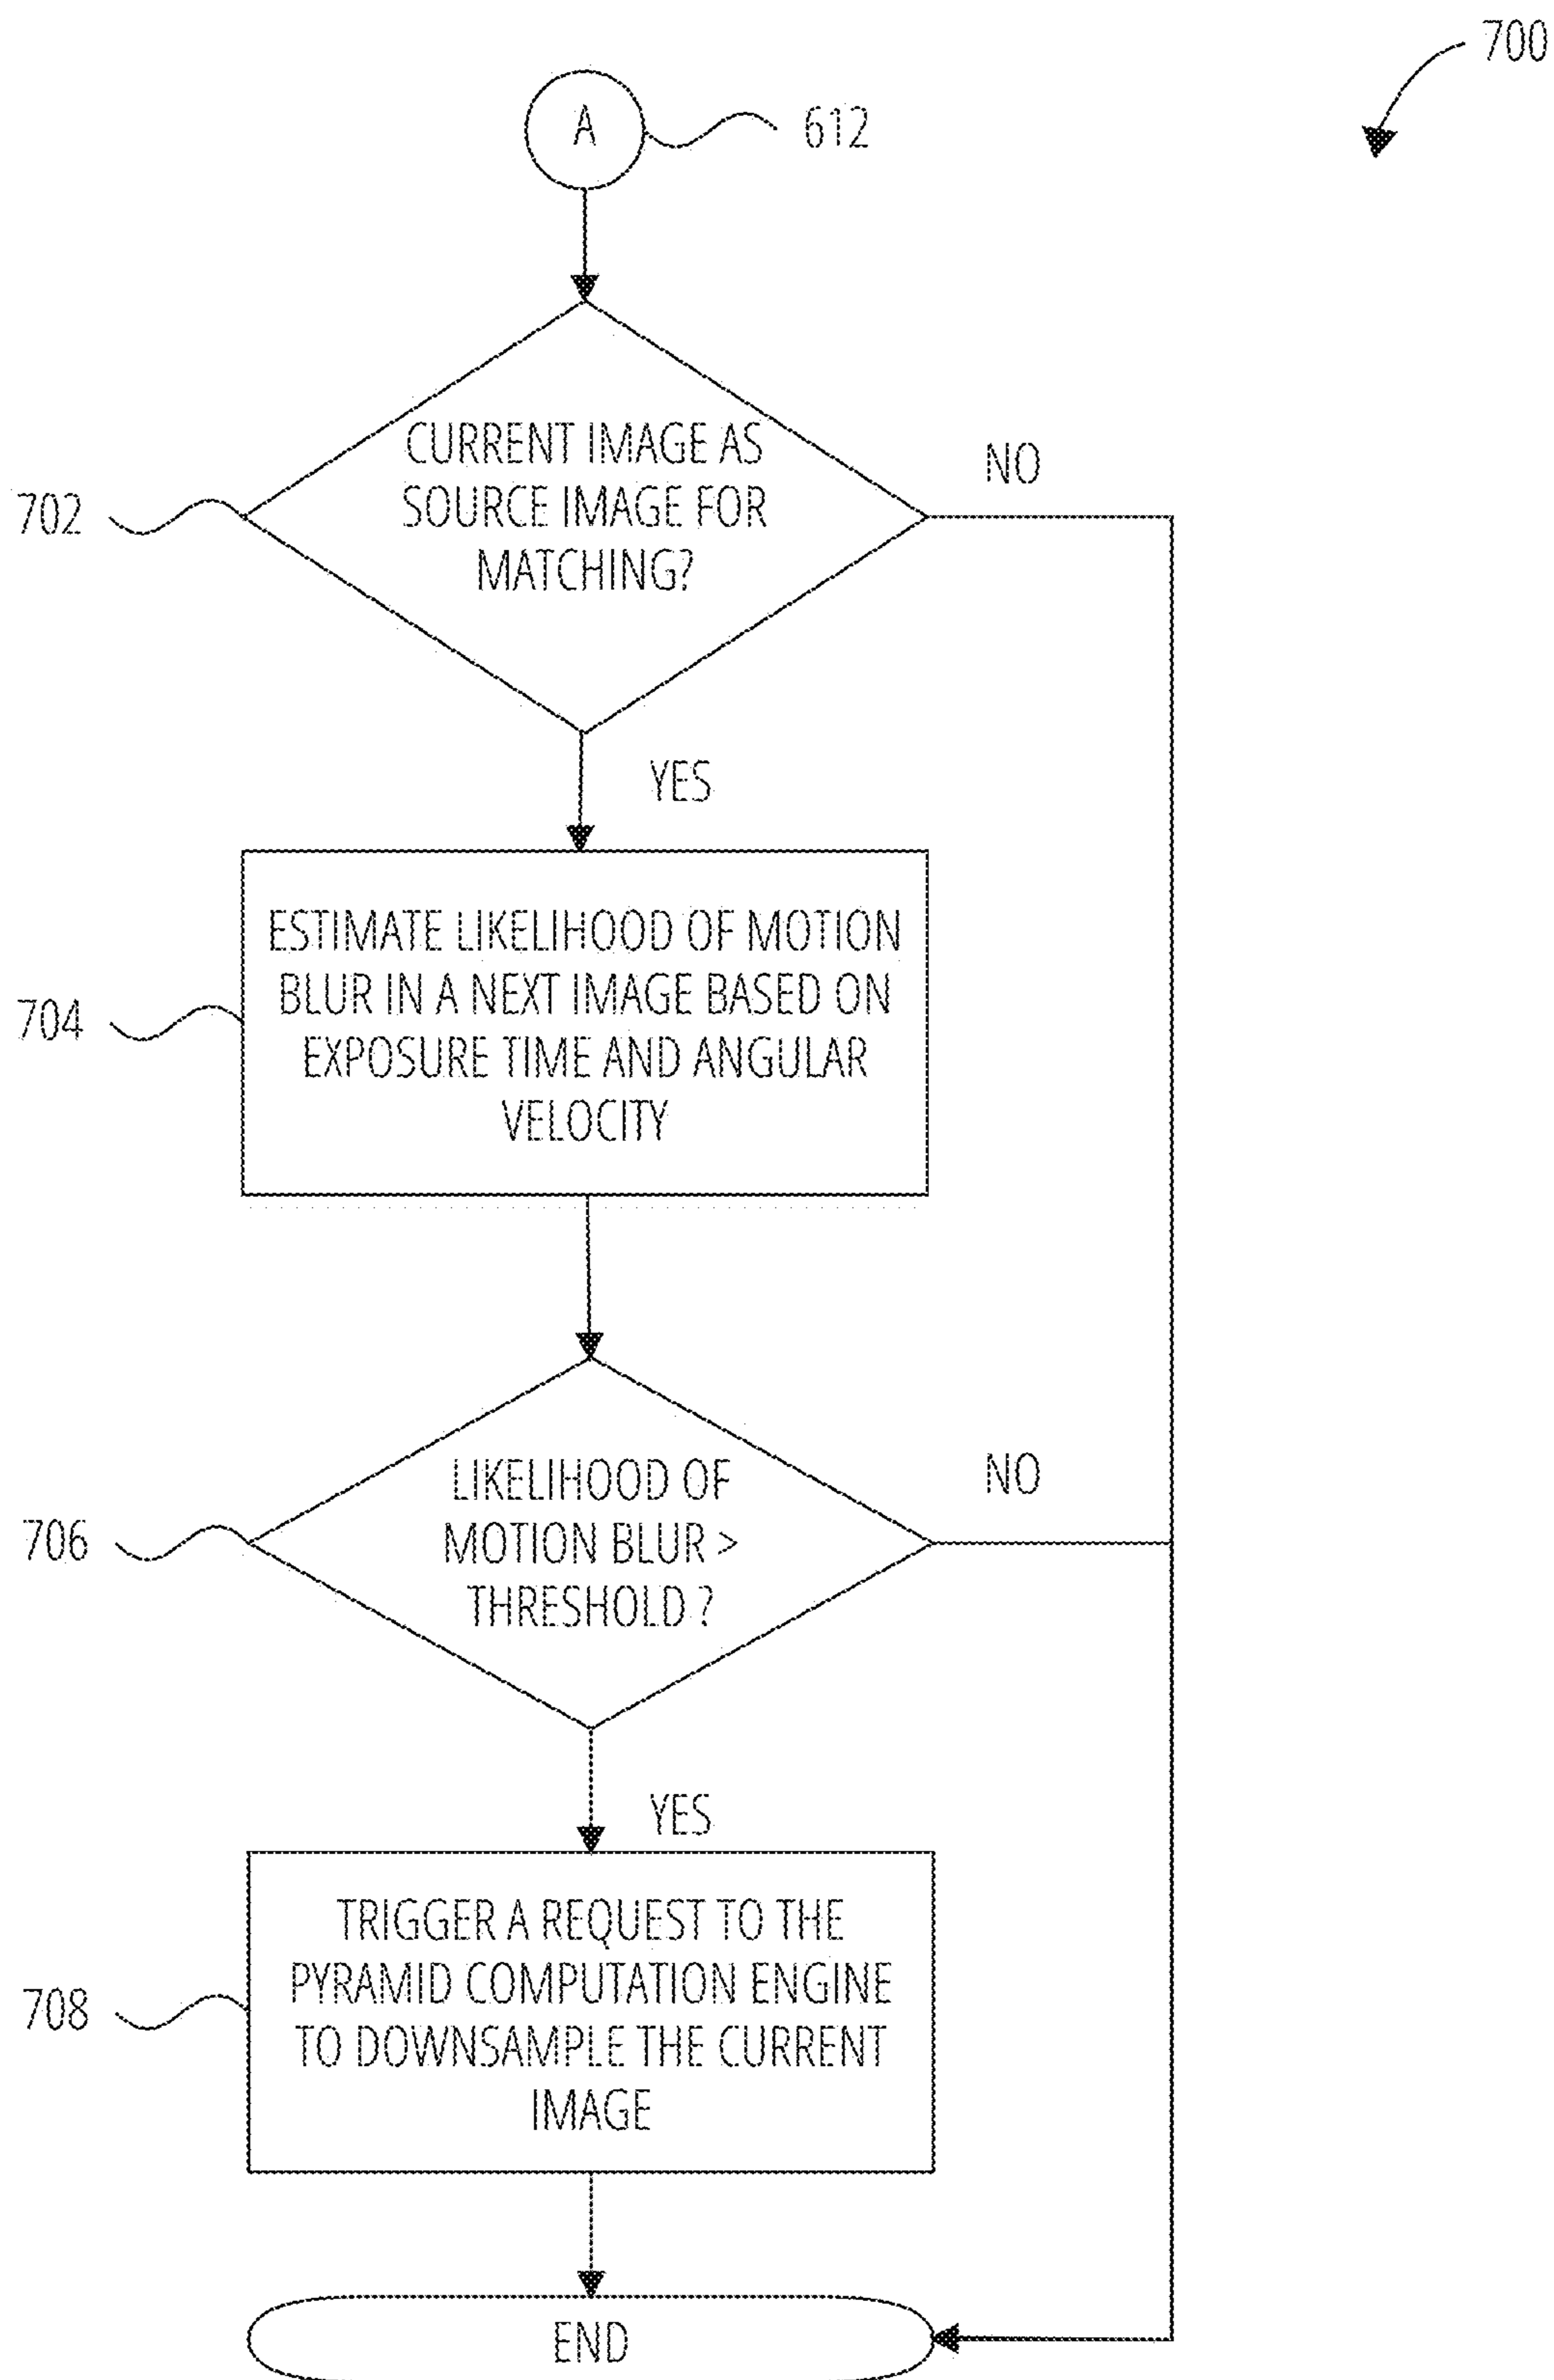 700
A
612
CURRENT IMAGE AS
SOURCE IMAGE FOR
MATCHING?
NO
702
YES
ESTIMATE LIKELIHOOD OF MOTION
BLUR IN A NEXT IMAGE BASED ON
EXPOSURE TIME AND ANGULAR
VELOCITY
704
LIKELIHOOD OF
MOTION BLUR >
THRESHOLD ?
NO
706
YES
TRIGGER A REQUEST TO THE
PYRAMID COMPUTATION ENGINE
TO DOWNSAMPLE THE CURRENT
IMAGE
708
END